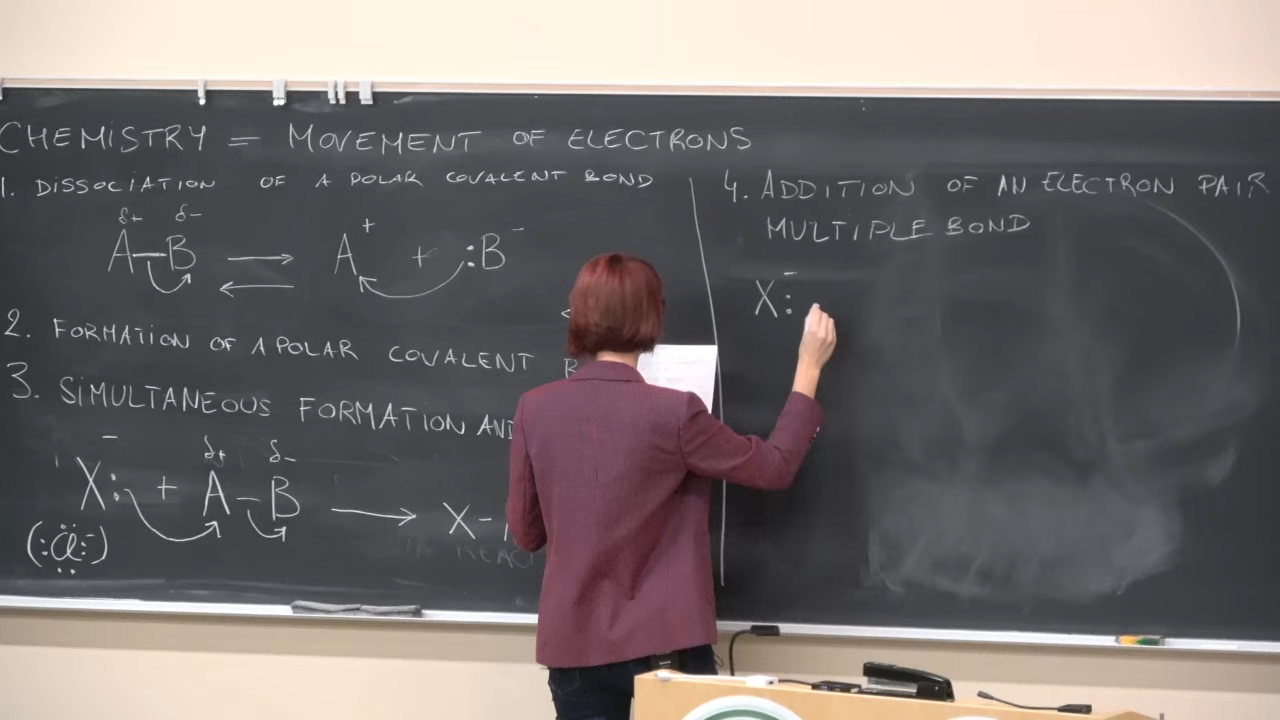 CHEMISTRY = MOVEMENT OF ELECTRONS
1. DISSOCIATION OF A POLAR COVALENT BOND
δ+ δ-
A-B ⇌ A+ + :B-
2. FORMATION OF A POLAR COVALENT
3. SIMULTANEOUS FORMATION AND
δ+ δ-
X:- + A-B → X-
(:Cl:-)
4. ADDITION OF AN ELECTRON PAIR
MULTIPLE BOND
X:-